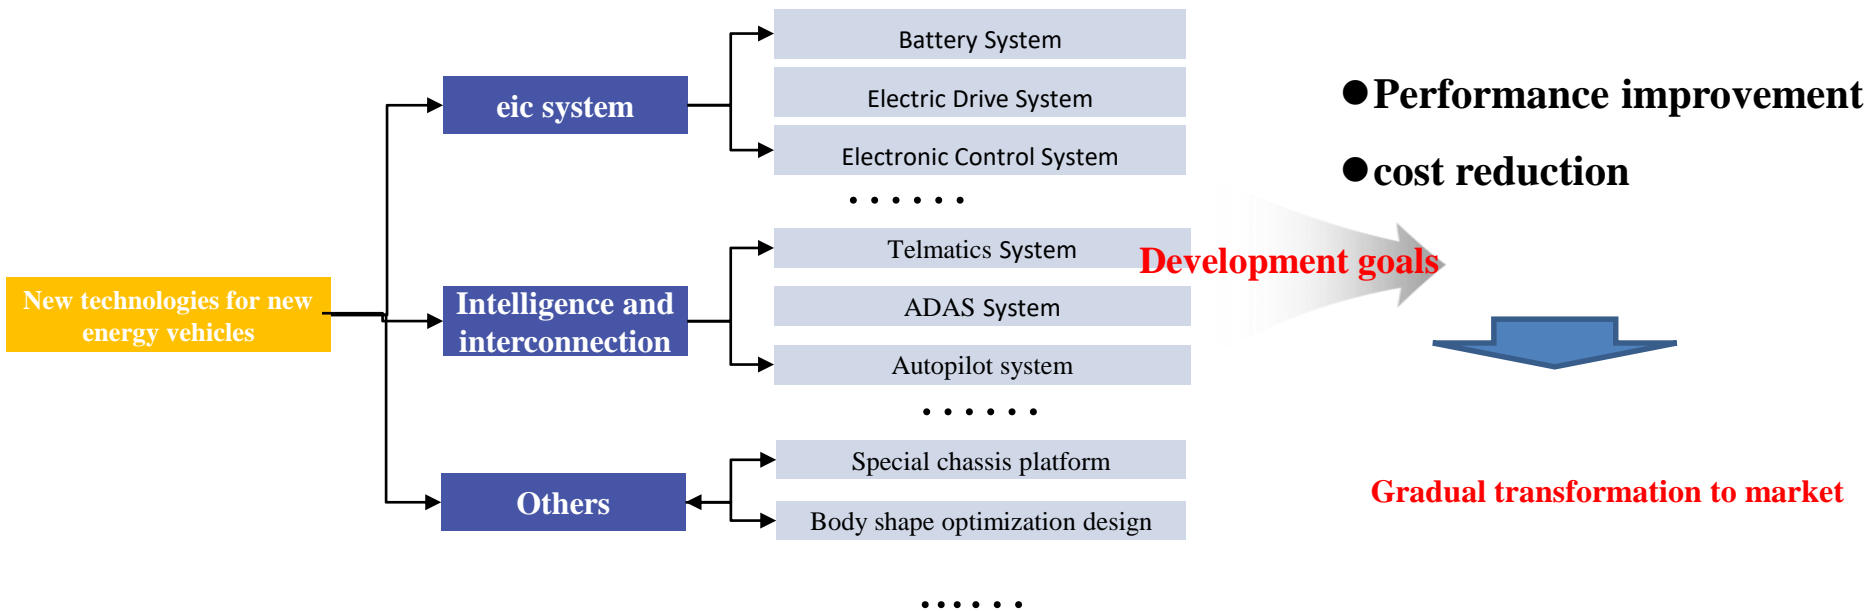 New technologies for new
energy vehicles
eic system
Battery System
Electric Drive System
Electronic Control System
••••••
Intelligence and
interconnection
Telmatics System
ADAS System
Autopilot system
••••••
Others
Special chassis platform
Body shape optimization design
••••••
Development goals
●Performance improvement
●cost reduction
Gradual transformation to market